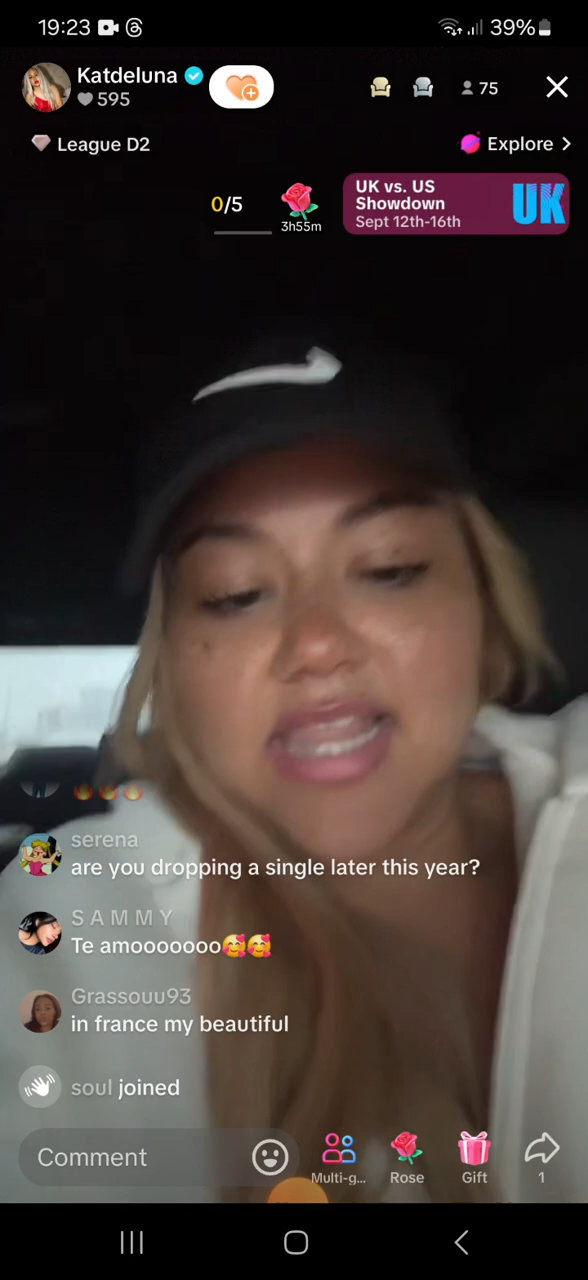 19:23
39%
Katdeluna
595
75
League D2
Explore
0/5
3h55m
UK vs. US
Showdown
Sept 12th-16th
UK
serena
are you dropping a single later this year?
S A M M Y
Te amooooooo🥰🥰
Grassouu93
in france my beautiful
soul joined
Comment
Multi-g...
Rose
Gift
1